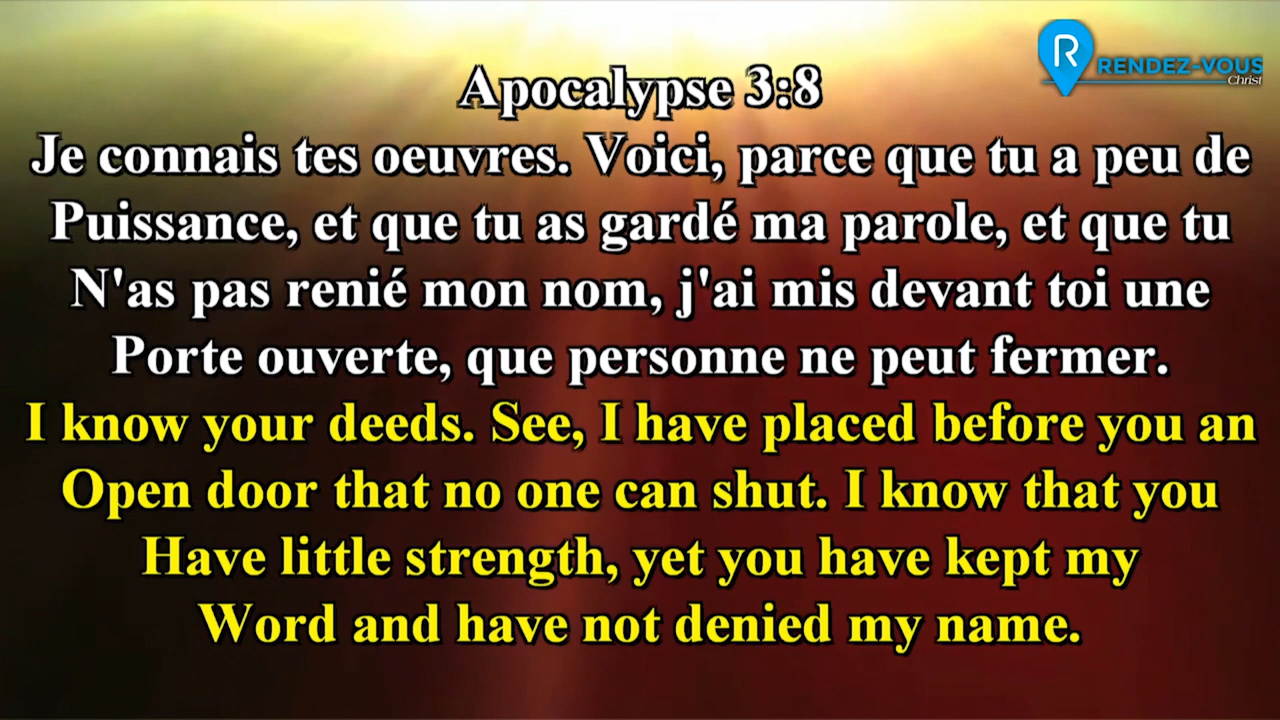 R RENDEZ-VOUS
Christ
Apocalypse 3:8
Je connais tes oeuvres. Voici, parce que tu a peu de
Puissance, et que tu as gardé ma parole, et que tu
N'as pas renié mon nom, j'ai mis devant toi une
Porte ouverte, que personne ne peut fermer.
I know your deeds. See, I have placed before you an
Open door that no one can shut. I know that you
Have little strength, yet you have kept my
Word and have not denied my name.